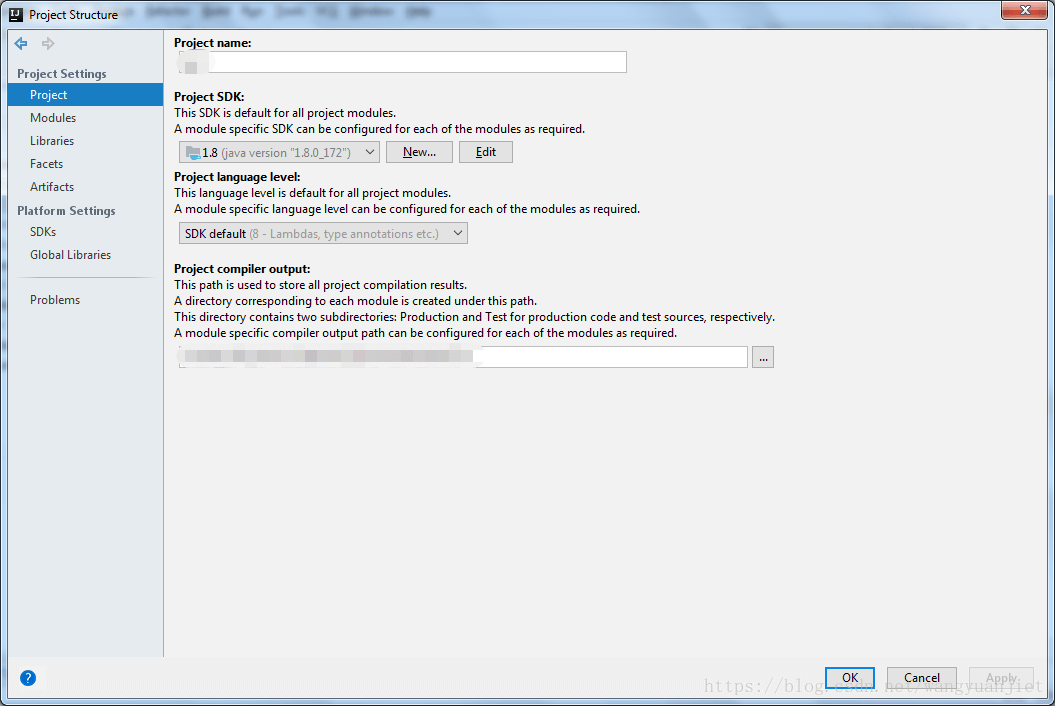 Project Structure
Project name:
Project Settings
Project
Modules
Libraries
Facets
Artifacts
Platform Settings
SDKs
Global Libraries
Problems
Project SDK:
This SDK is default for all project modules.
A module specific SDK can be configured for each of the modules as required.
1.8 (java version "1.8.0_172")
New...
Edit
Project language level:
This language level is default for all project modules.
A module specific language level can be configured for each of the modules as required.
SDK default (8 - Lambdas, type annotations etc.)
Project compiler output:
This path is used to store all project compilation results.
A directory corresponding to each module is created under this path.
This directory contains two subdirectories: Production and Test for production code and test sources, respectively.
A module specific compiler output path can be configured for each of the modules as required.
...
?
OK
Cancel
Apply
https://blog.csdn.net/wangyuanjiet